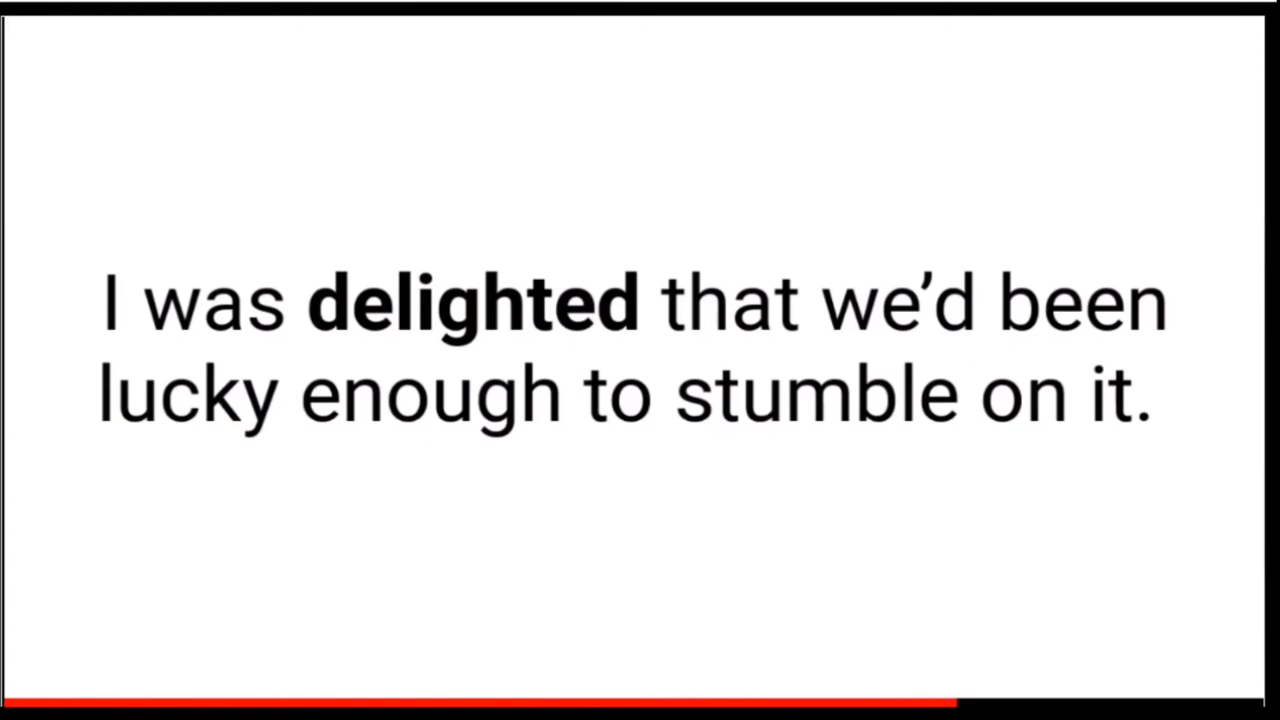 I was delighted that we’d been
lucky enough to stumble on it.